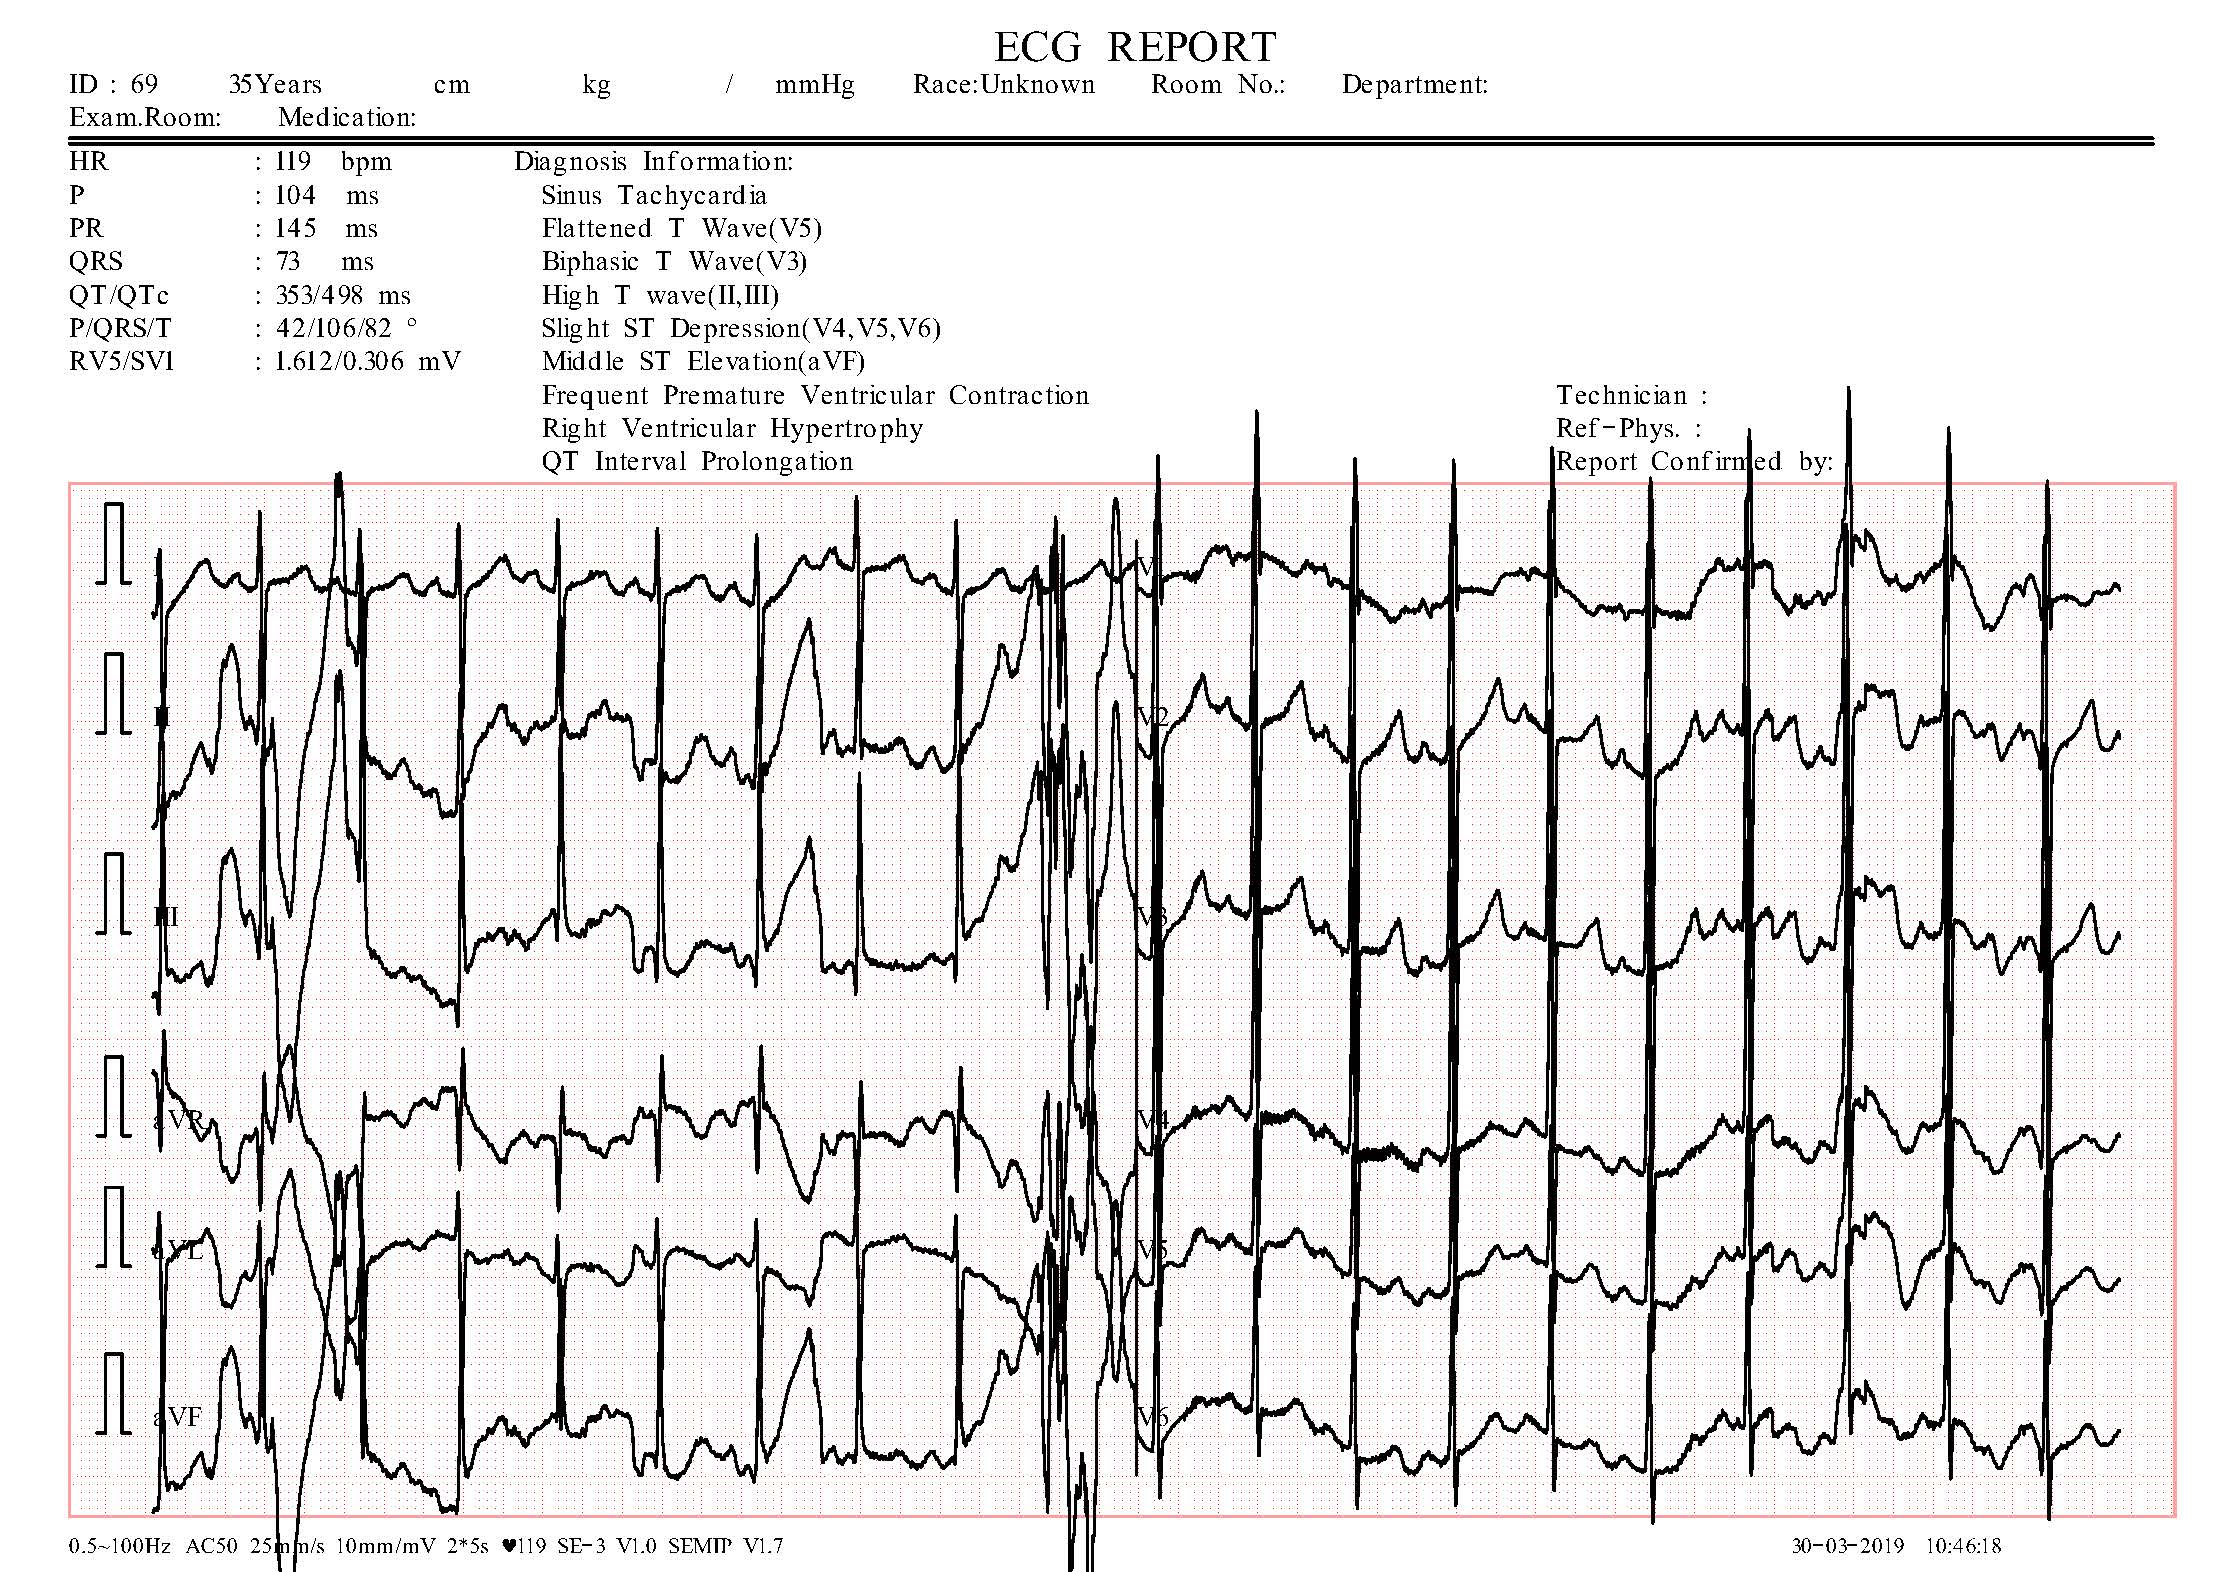 ECG REPORT
ID : 69 35Years cm kg / mmHg Race:Unknown Room No.: Department:
Exam.Room: Medication:
HR : 119 bpm
P : 104 ms
PR : 145 ms
QRS : 73 ms
QT/QTc : 353/498 ms
P/QRS/T : 42/106/82 °
RV5/SV1 : 1.612/0.306 mV
Diagnosis Information:
Sinus Tachycardia
Flattened T Wave(V5)
Biphasic T Wave(V3)
High T wave(II,III)
Slight ST Depression(V4,V5,V6)
Middle ST Elevation(aVF)
Frequent Premature Ventricular Contraction
Right Ventricular Hypertrophy
QT Interval Prolongation
Technician :
Ref-Phys. :
Report Confirmed by:
II
III
aVR
aVL
aVF
V2
V3
V4
V5
V6
0.5~100Hz AC50 25mm/s 10mm/mV 2*5s ♥119 SE-3 V1.0 SEMIP V1.7
30-03-2019 10:46:18